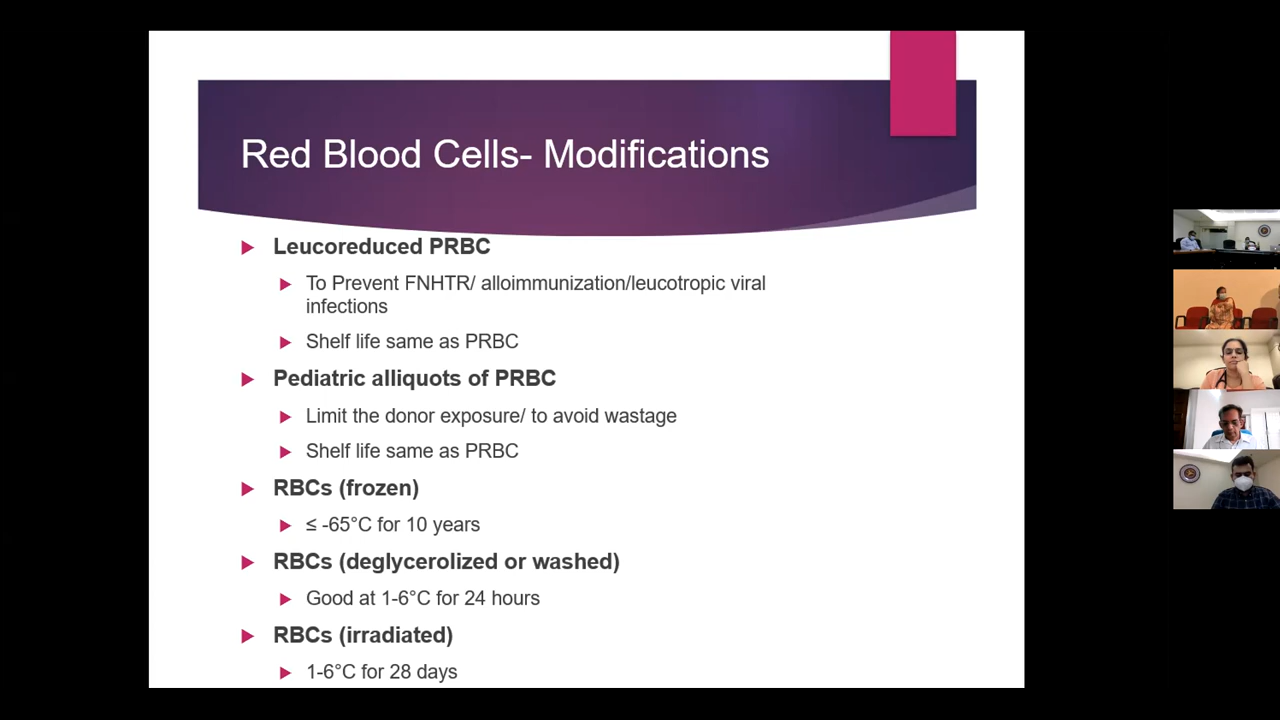 Red Blood Cells- Modifications
Leucoreduced PRBC
To Prevent FNHTR/ alloimmunization/leucotropic viral
infections
Shelf life same as PRBC
Pediatric alliquots of PRBC
Limit the donor exposure/ to avoid wastage
Shelf life same as PRBC
RBCs (frozen)
≤ -65°C for 10 years
RBCs (deglycerolized or washed)
Good at 1-6°C for 24 hours
RBCs (irradiated)
1-6°C for 28 days